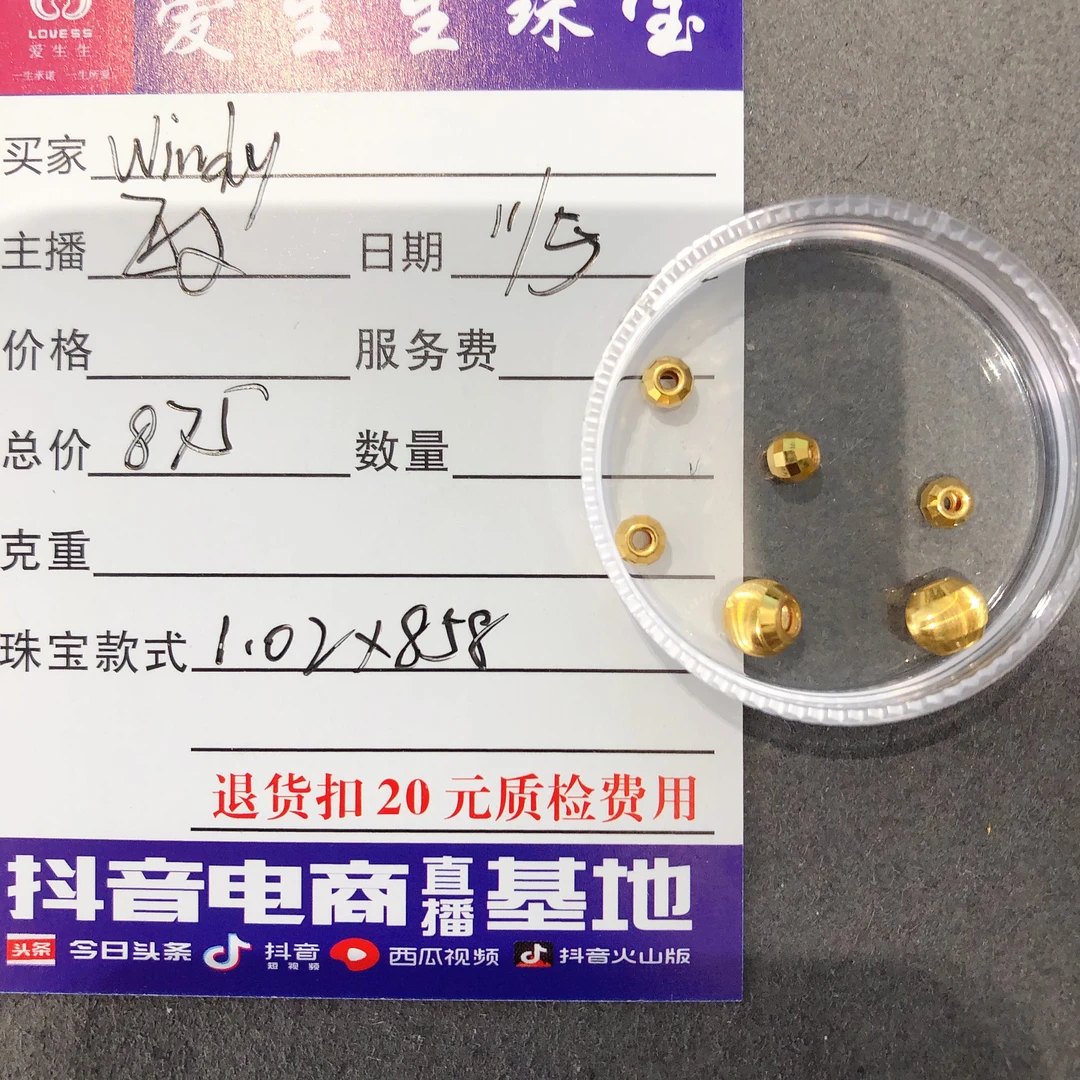 LOVESS
爱生生
一生承诺 一生所爱
爱生生珠宝
买家 Windy
主播 日期 11/5
价格 服务费
总价 875 数量
克重
珠宝款式 1.02x858
退货扣20元质检费用
抖音电商直播基地
头条 今日头条 抖音短视频 西瓜视频 抖音火山版